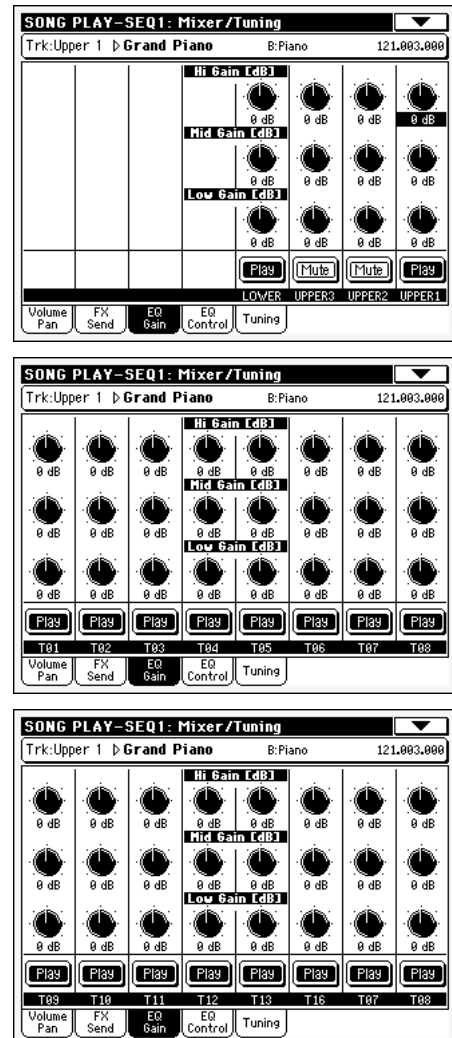 SONG PLAY-SEQ1: Mixer/Tuning
Trk:Upper 1 ▷Grand Piano B:Piano 121.003.000
Hi Gain [dB]
0 dB 0 dB 0 dB 0 dB
Mid Gain [dB]
0 dB 0 dB 0 dB 0 dB
Low Gain [dB]
0 dB 0 dB 0 dB 0 dB
Play Mute Mute Play
LOWER UPPER3 UPPER2 UPPER1
Volume Pan FX Send EQ Gain EQ Control Tuning
SONG PLAY-SEQ1: Mixer/Tuning
Trk:Upper 1 ▷Grand Piano B:Piano 121.003.000
Hi Gain [dB]
0 dB 0 dB 0 dB 0 dB 0 dB 0 dB 0 dB 0 dB
Mid Gain [dB]
0 dB 0 dB 0 dB 0 dB 0 dB 0 dB 0 dB 0 dB
Low Gain [dB]
0 dB 0 dB 0 dB 0 dB 0 dB 0 dB 0 dB 0 dB
Play Play Play Play Play Play Play Play
T01 T02 T03 T04 T05 T06 T07 T08
Volume Pan FX Send EQ Gain EQ Control Tuning
SONG PLAY-SEQ1: Mixer/Tuning
Trk:Upper 1 ▷Grand Piano B:Piano 121.003.000
Hi Gain [dB]
0 dB 0 dB 0 dB 0 dB 0 dB 0 dB 0 dB 0 dB
Mid Gain [dB]
0 dB 0 dB 0 dB 0 dB 0 dB 0 dB 0 dB 0 dB
Low Gain [dB]
0 dB 0 dB 0 dB 0 dB 0 dB 0 dB 0 dB 0 dB
Play Play Play Play Play Play Play Play
T09 T10 T11 T12 T13 T16 T07 T08
Volume Pan FX Send EQ Gain EQ Control Tuning